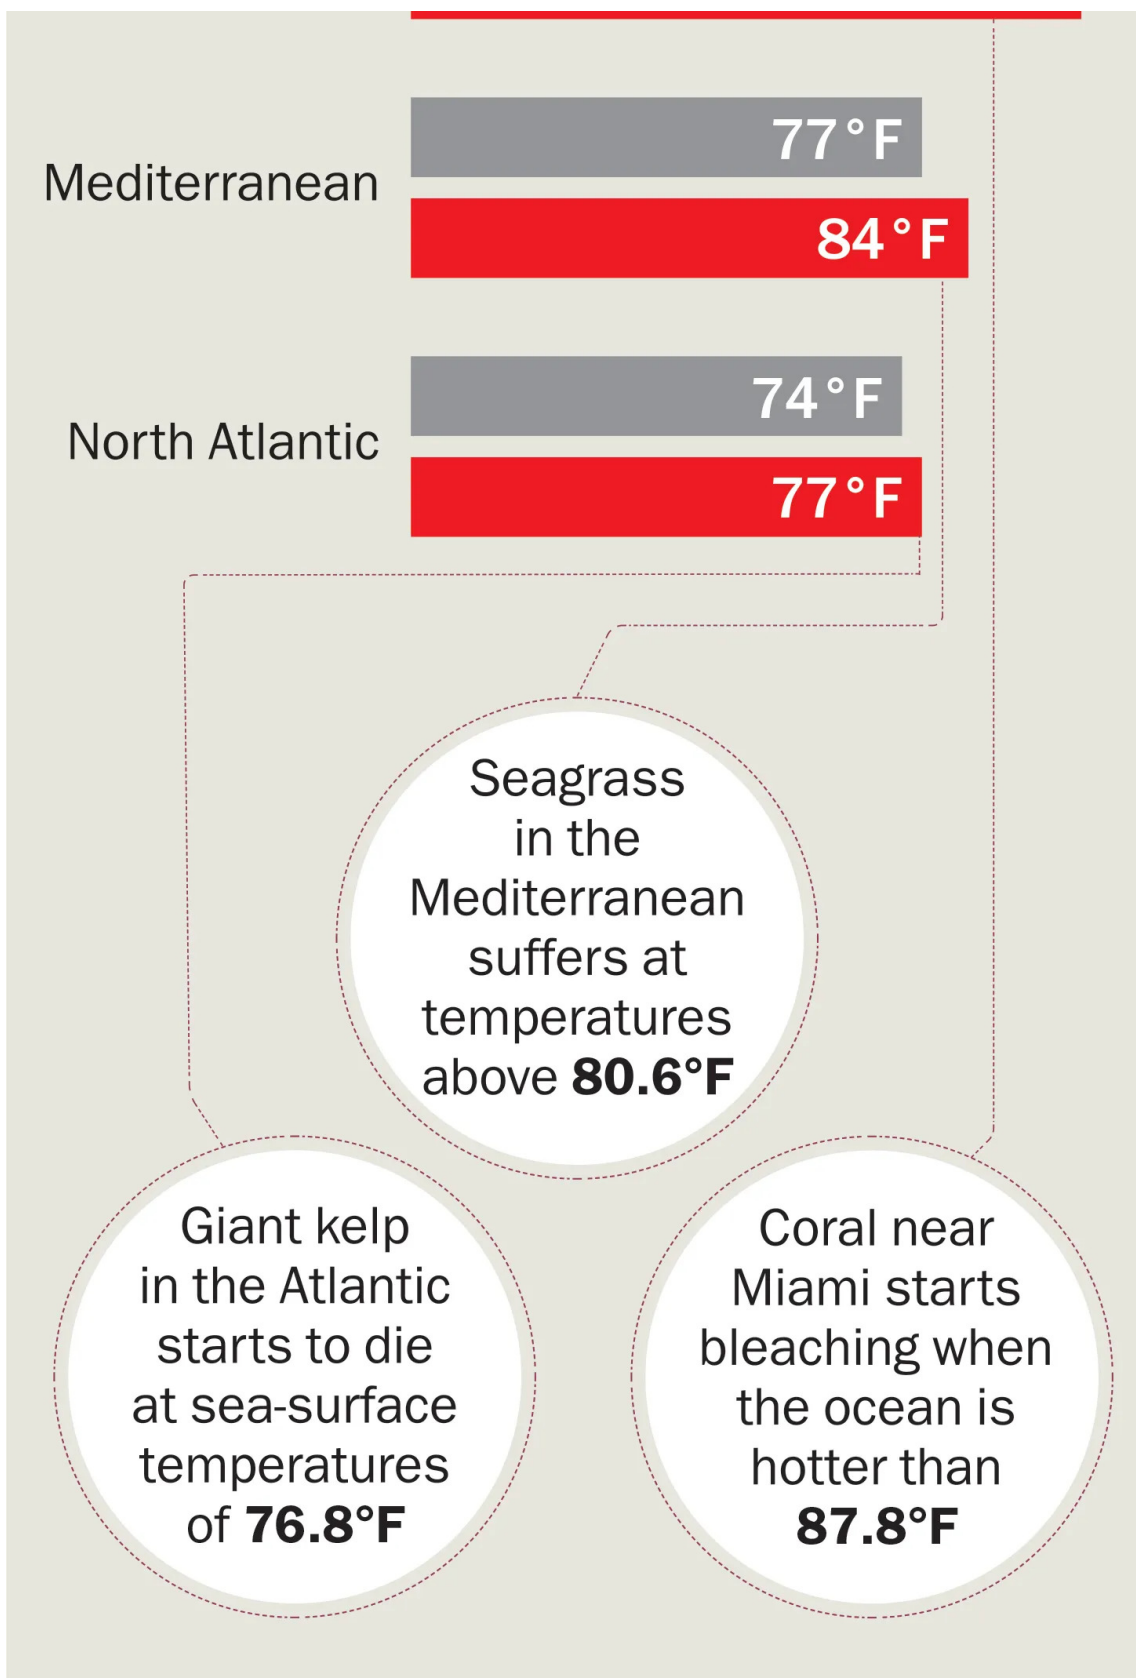 77°F
Mediterranean
84°F
74°F
North Atlantic
77°F
Seagrass
in the
Mediterranean
suffers at
temperatures
above 80.6°F
Giant kelp
in the Atlantic
starts to die
at sea-surface
temperatures
of 76.8°F
Coral near
Miami starts
bleaching when
the ocean is
hotter than
87.8°F